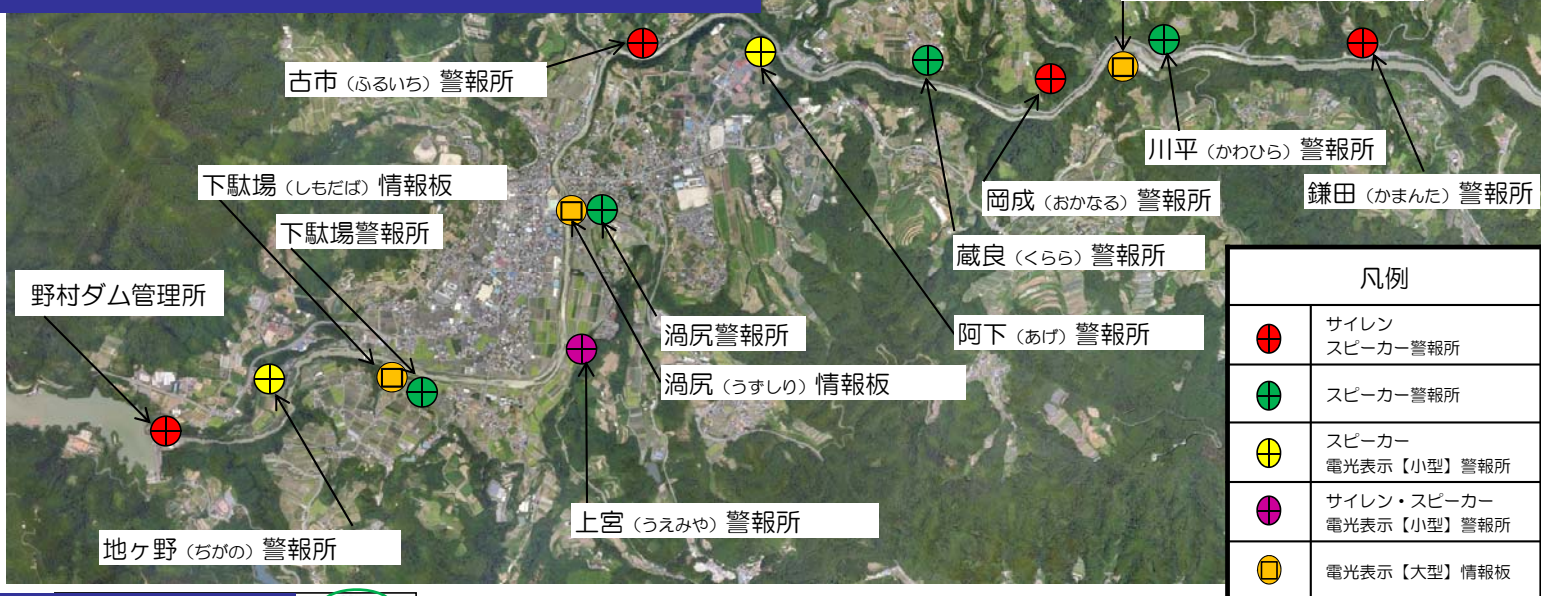 古市（ふるいち）警報所
川平（かわひら）警報所
下駄場（しもだば）情報板
鎌田（かまんた）警報所
岡成（おかなる）警報所
下駄場警報所
蔵良（くらら）警報所
野村ダム管理所
渦尻警報所
阿下（あげ）警報所
渦尻（うずしり）情報板
上宮（うえみや）警報所
地ヶ野（ぢがの）警報所
凡例
サイレン
スピーカー警報所
スピーカー警報所
スピーカー
電光表示【小型】警報所
サイレン・スピーカー
電光表示【小型】警報所
電光表示【大型】情報板